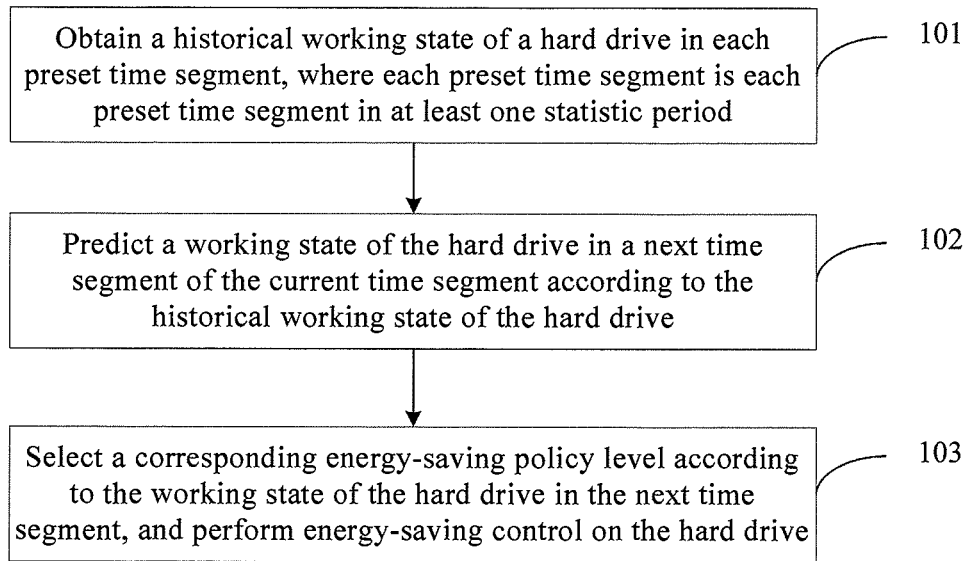 Obtain a historical working state of a hard drive in each
preset time segment, where each preset time segment is each
preset time segment in at least one statistic period
101
Predict a working state of the hard drive in a next time
segment of the current time segment according to the
historical working state of the hard drive
102
Select a corresponding energy-saving policy level according
to the working state of the hard drive in the next time
segment, and perform energy-saving control on the hard drive
103